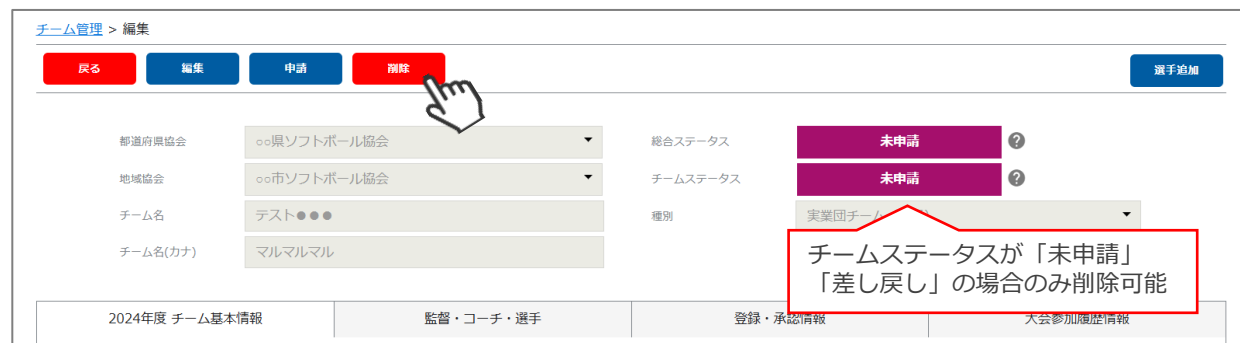 チーム管理 > 編集
戻る 編集 申請 削除 選手追加
都道府県協会 ○○県ソフトボール協会 総合ステータス 未申請 ?
地域協会 ○○市ソフトボール協会 チームステータス 未申請 ?
チーム名 テスト●●● 種別 実業団チーム
チーム名(カナ) マルマルマル
チームステータスが「未申請」
「差し戻し」の場合のみ削除可能
2024年度 チーム基本情報 監督・コーチ・選手 登録・承認情報 大会参加履歴情報